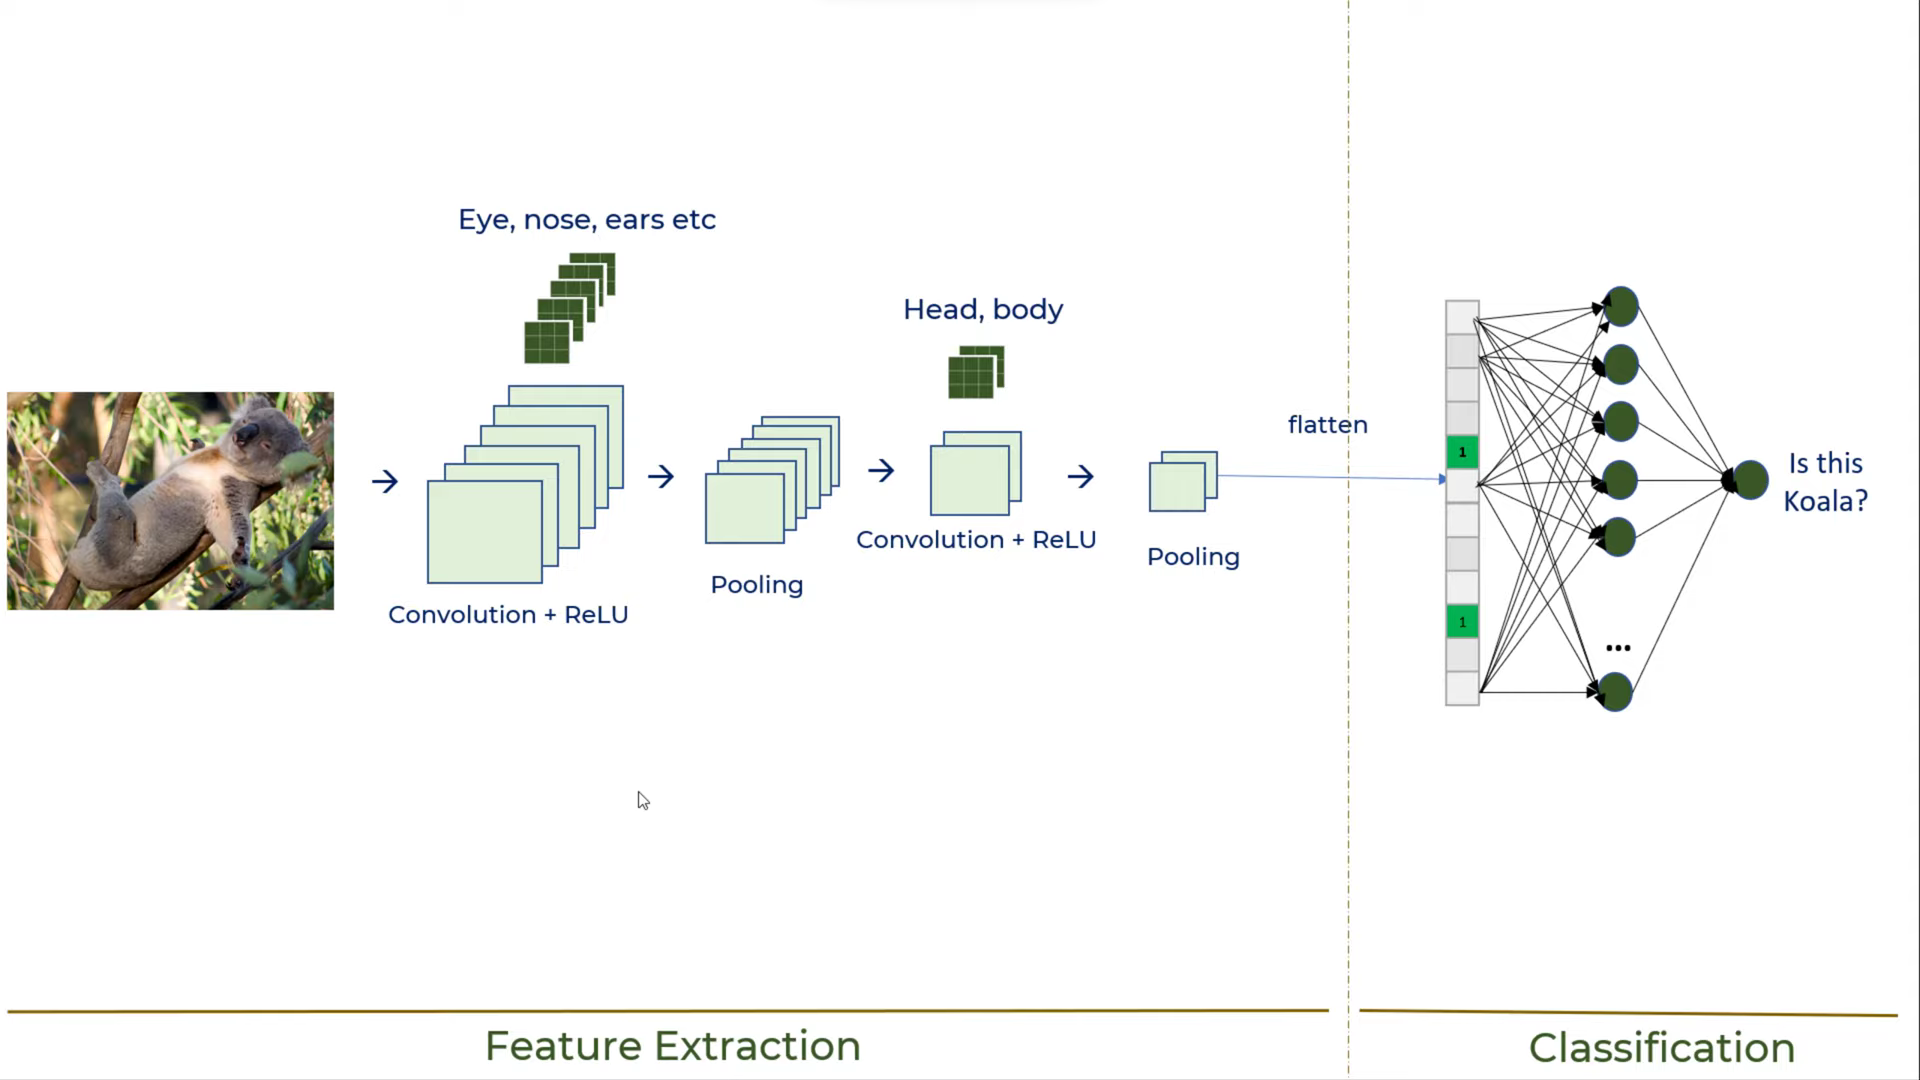 Eye, nose, ears etc
Head, body
flatten
1
Is this
Koala?
Convolution + ReLU
Pooling
Convolution + ReLU
Pooling
1
...
Feature Extraction
Classification